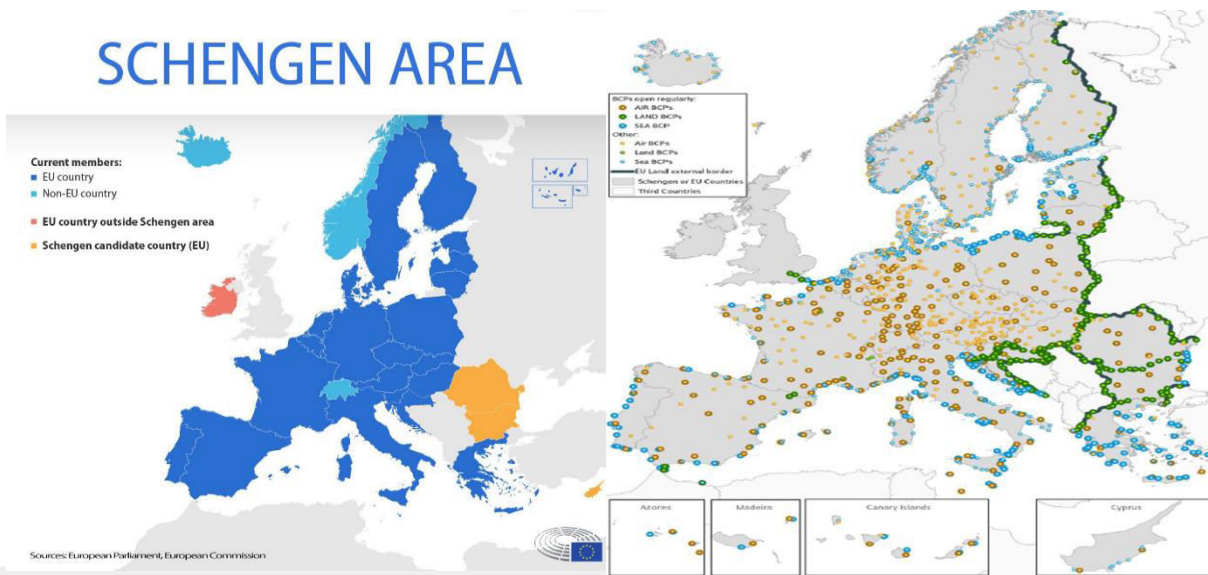 SCHENGEN AREA
Current members:
EU country
Non-EU country
EU country outside Schengen area
Schengen candidate country (EU)
Sources: European Parliament, European Commission
BCPs open regularly:
AIR BCPs
LAND BCPs
SEA BCP
Other:
Air BCPs
Land BCPs
Sea BCPs
EU Land external border
Schengen or EU Countries
Third Countries
Azores
Madeira
Canary Islands
Cyprus